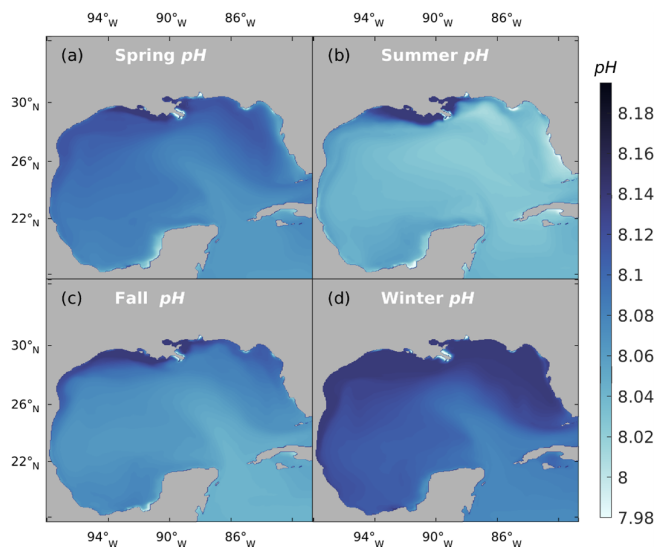 94°W 90°W 86°W 94°W 90°W 86°W
(a) Spring pH (b) Summer pH pH
30°N
26°N
22°N
8.18
8.16
8.14
8.12
8.1
8.08
8.06
8.04
8.02
8
7.98
(c) Fall pH (d) Winter pH
30°N
26°N
22°N
94°W 90°W 86°W 94°W 90°W 86°W